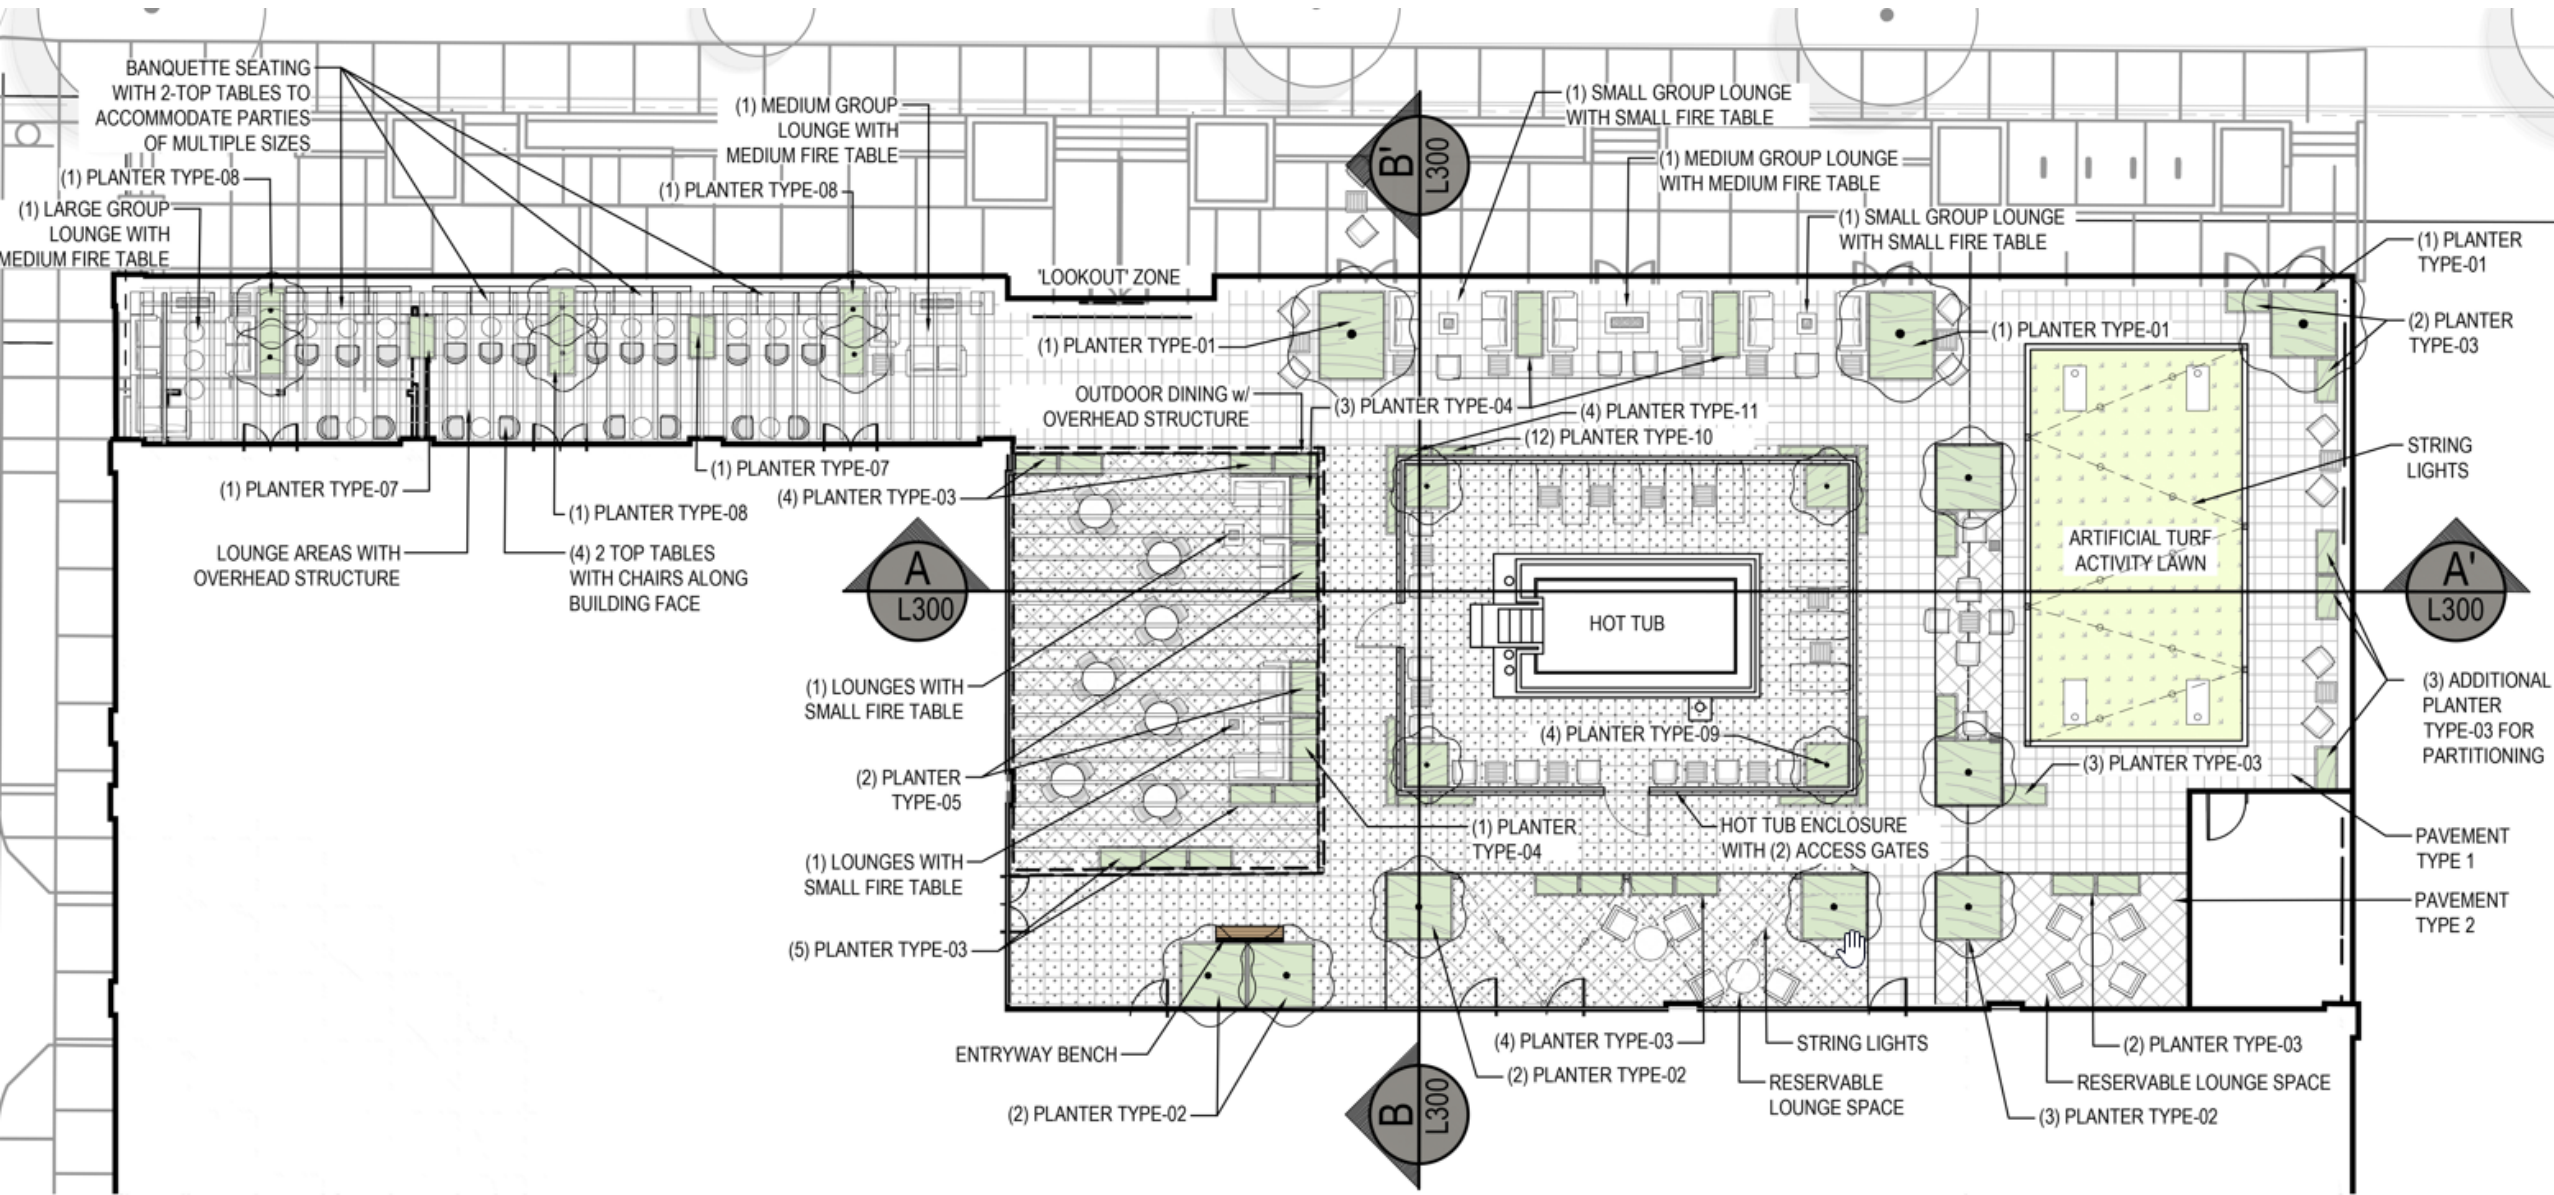 BANQUETTE SEATING
WITH 2-TOP TABLES TO
ACCOMMODATE PARTIES
OF MULTIPLE SIZES
(1) PLANTER TYPE-08
(1) LARGE GROUP
LOUNGE WITH
MEDIUM FIRE TABLE
(1) MEDIUM GROUP
LOUNGE WITH
MEDIUM FIRE TABLE
(1) PLANTER TYPE-08
B'
L300
(1) SMALL GROUP LOUNGE
WITH SMALL FIRE TABLE
(1) MEDIUM GROUP LOUNGE
WITH MEDIUM FIRE TABLE
(1) SMALL GROUP LOUNGE
WITH SMALL FIRE TABLE
(1) PLANTER
TYPE-01
(2) PLANTER
TYPE-03
'LOOKOUT' ZONE
(1) PLANTER TYPE-01
(1) PLANTER TYPE-01
OUTDOOR DINING w/
OVERHEAD STRUCTURE
(3) PLANTER TYPE-04
(4) PLANTER TYPE-11
(12) PLANTER TYPE-10
STRING
LIGHTS
(1) PLANTER TYPE-07
(1) PLANTER TYPE-07
(4) PLANTER TYPE-03
(1) PLANTER TYPE-08
LOUNGE AREAS WITH
OVERHEAD STRUCTURE
(4) 2 TOP TABLES
WITH CHAIRS ALONG
BUILDING FACE
A
L300
ARTIFICIAL TURF
ACTIVITY LAWN
A'
L300
HOT TUB
(1) LOUNGES WITH
SMALL FIRE TABLE
(3) ADDITIONAL
PLANTER
TYPE-03 FOR
PARTITIONING
(4) PLANTER TYPE-09
(2) PLANTER
TYPE-05
(3) PLANTER TYPE-03
(1) PLANTER
TYPE-04
HOT TUB ENCLOSURE
WITH (2) ACCESS GATES
PAVEMENT
TYPE 1
(1) LOUNGES WITH
SMALL FIRE TABLE
PAVEMENT
TYPE 2
(5) PLANTER TYPE-03
ENTRYWAY BENCH
(4) PLANTER TYPE-03
STRING LIGHTS
(2) PLANTER TYPE-03
(2) PLANTER TYPE-02
RESERVABLE
LOUNGE SPACE
RESERVABLE LOUNGE SPACE
(2) PLANTER TYPE-02
(3) PLANTER TYPE-02
B
L300